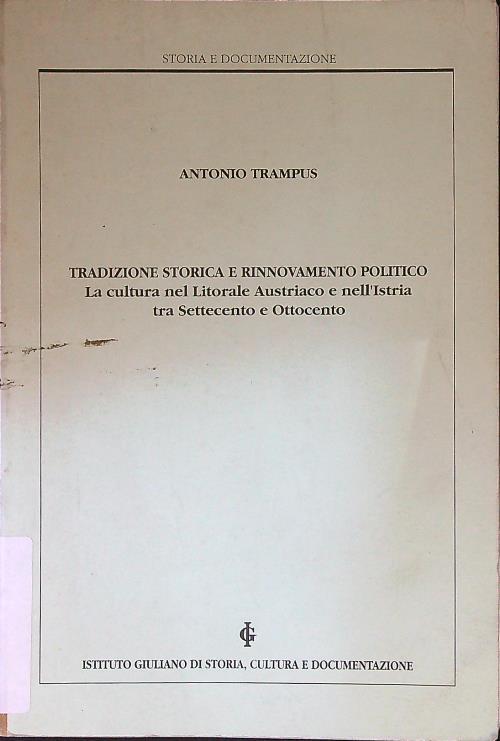 STORIA E DOCUMENTAZIONE
ANTONIO TRAMPUS
TRADIZIONE STORICA E RINNOVAMENTO POLITICO
La cultura nel Litorale Austriaco e nell'Istria
tra Settecento e Ottocento
IG
ISTITUTO GIULIANO DI STORIA, CULTURA E DOCUMENTAZIONE